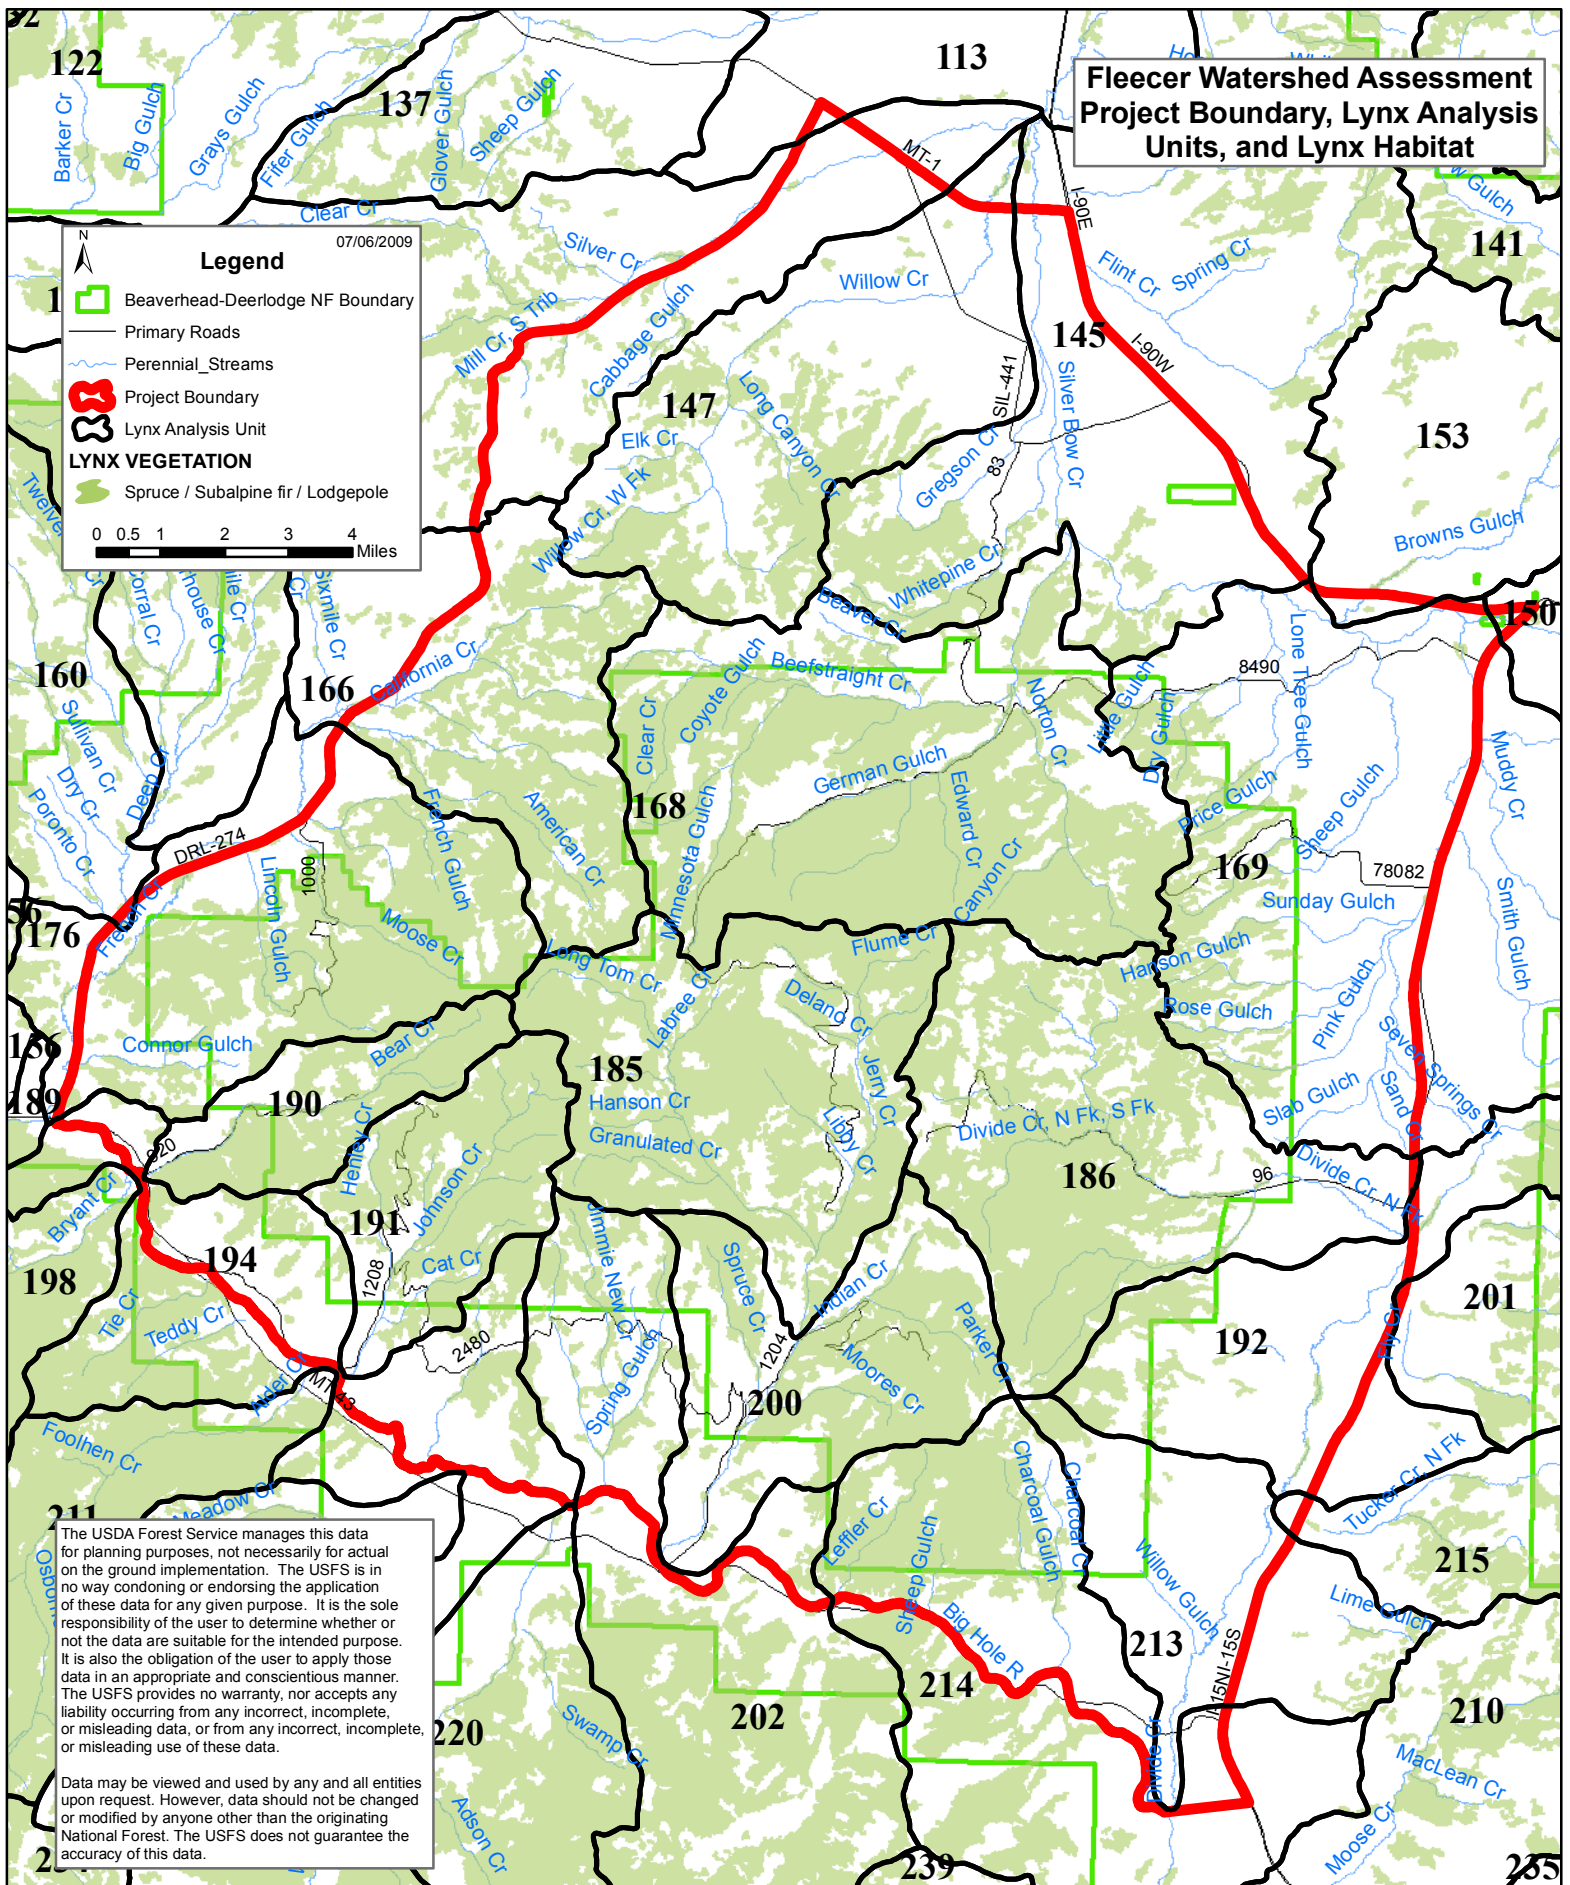 122
113
137
Barker Cr
Big Gulch
Grays Gulch
Fifer Gulch
Glover Gulch
Sheep Gulch
Clear Cr
Fleecer Watershed Assessment
Project Boundary, Lynx Analysis
Units, and Lynx Habitat
MT-1
I-90E
141
Silver Cr
Willow Cr
Flint Cr
Spring Cr
N
07/06/2009
Legend
Beaverhead-Deerlodge NF Boundary
Primary Roads
Perennial_Streams
Project Boundary
Lynx Analysis Unit
LYNX VEGETATION
Spruce / Subalpine fir / Lodgepole
0 0.5 1 2 3 4
Miles
Mill Cr, S Trib
Cabbage Gulch
145
I-90W
SIL-441
147
Long Canyon Cr
Silver Bow Cr
Elk Cr
Gregson Cr
83
153
Willow Cr, W Fk
Browns Gulch
Whitepine Cr
Beaver Cr
150
Corral Cr
Sixmile Cr
160
166
California Cr
Coyote Gulch
Beefstraight Cr
Norton Cr
Little Gulch
Dry Gulch
8490
Lone Tree Gulch
Sullivan Cr
Dry Cr
Poronto Cr
Deep Cr
Clear Cr
168
German Gulch
Edward Cr
Price Gulch
Sheep Gulch
Muddy Cr
DRL-274
1000
French Gulch
American Cr
Minnesota Gulch
Canyon Cr
169
78082
Sunday Gulch
Smith Gulch
176
French Cr
Lincoln Gulch
Moose Cr
Long Tom Cr
Flume Cr
Hanson Gulch
Labree Cr
Delano Cr
Rose Gulch
Pink Gulch
156
Connor Gulch
Bear Cr
185
Jerry Cr
Seven Springs Cr
189
190
Hanson Cr
Divide Cr, N Fk, S Fk
Slab Gulch
Sand Cr
Henley Cr
Johnson Cr
Granulated Cr
Libby Cr
186
96
Divide Cr, N Fk
Bryant Cr
191
194
198
Cat Cr
1208
Jimmie New Cr
Spruce Cr
Indian Cr
Tie Cr
Teddy Cr
2480
Spring Gulch
1204
Moores Cr
Parker Cr
192
201
Fly Cr
Alder Cr
MT-43
200
Foolhen Cr
Meadow Cr
211
Charcoal Gulch
Charcoal Cr
Tucker Cr, N Fk
215
Leffler Cr
Sheep Gulch
Willow Gulch
Lime Gulch
Big Hole R
213
I15NI-15S
214
202
220
Swamp Cr
210
MacLean Cr
Divide Cr
Adson Cr
Moose Cr
239
235
The USDA Forest Service manages this data
for planning purposes, not necessarily for actual
on the ground implementation. The USFS is in
no way condoning or endorsing the application
of these data for any given purpose. It is the sole
responsibility of the user to determine whether or
not the data are suitable for the intended purpose.
It is also the obligation of the user to apply those
data in an appropriate and conscientious manner.
The USFS provides no warranty, nor accepts any
liability occurring from any incorrect, incomplete,
or misleading data, or from any incorrect, incomplete,
or misleading use of these data.
Data may be viewed and used by any and all entities
upon request. However, data should not be changed
or modified by anyone other than the originating
National Forest. The USFS does not guarantee the
accuracy of this data.